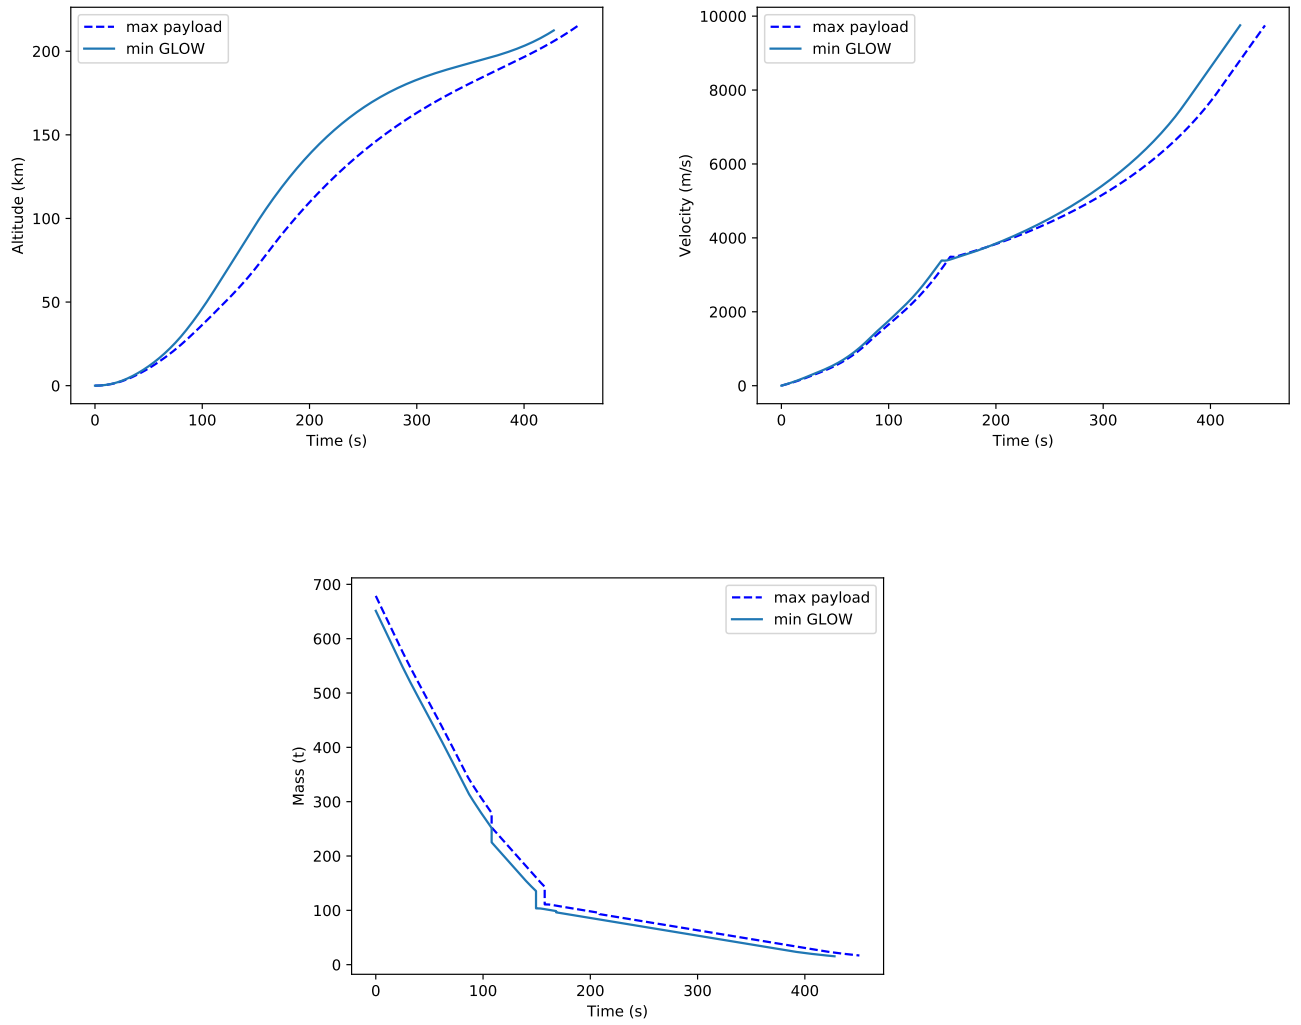 max payload
min GLOW
200
150
100
50
0
Altitude (km)
0 100 200 300 400
Time (s)
max payload
min GLOW
10000
8000
6000
4000
2000
0
Velocity (m/s)
0 100 200 300 400
Time (s)
max payload
min GLOW
700
600
500
400
300
200
100
0
Mass (t)
0 100 200 300 400
Time (s)